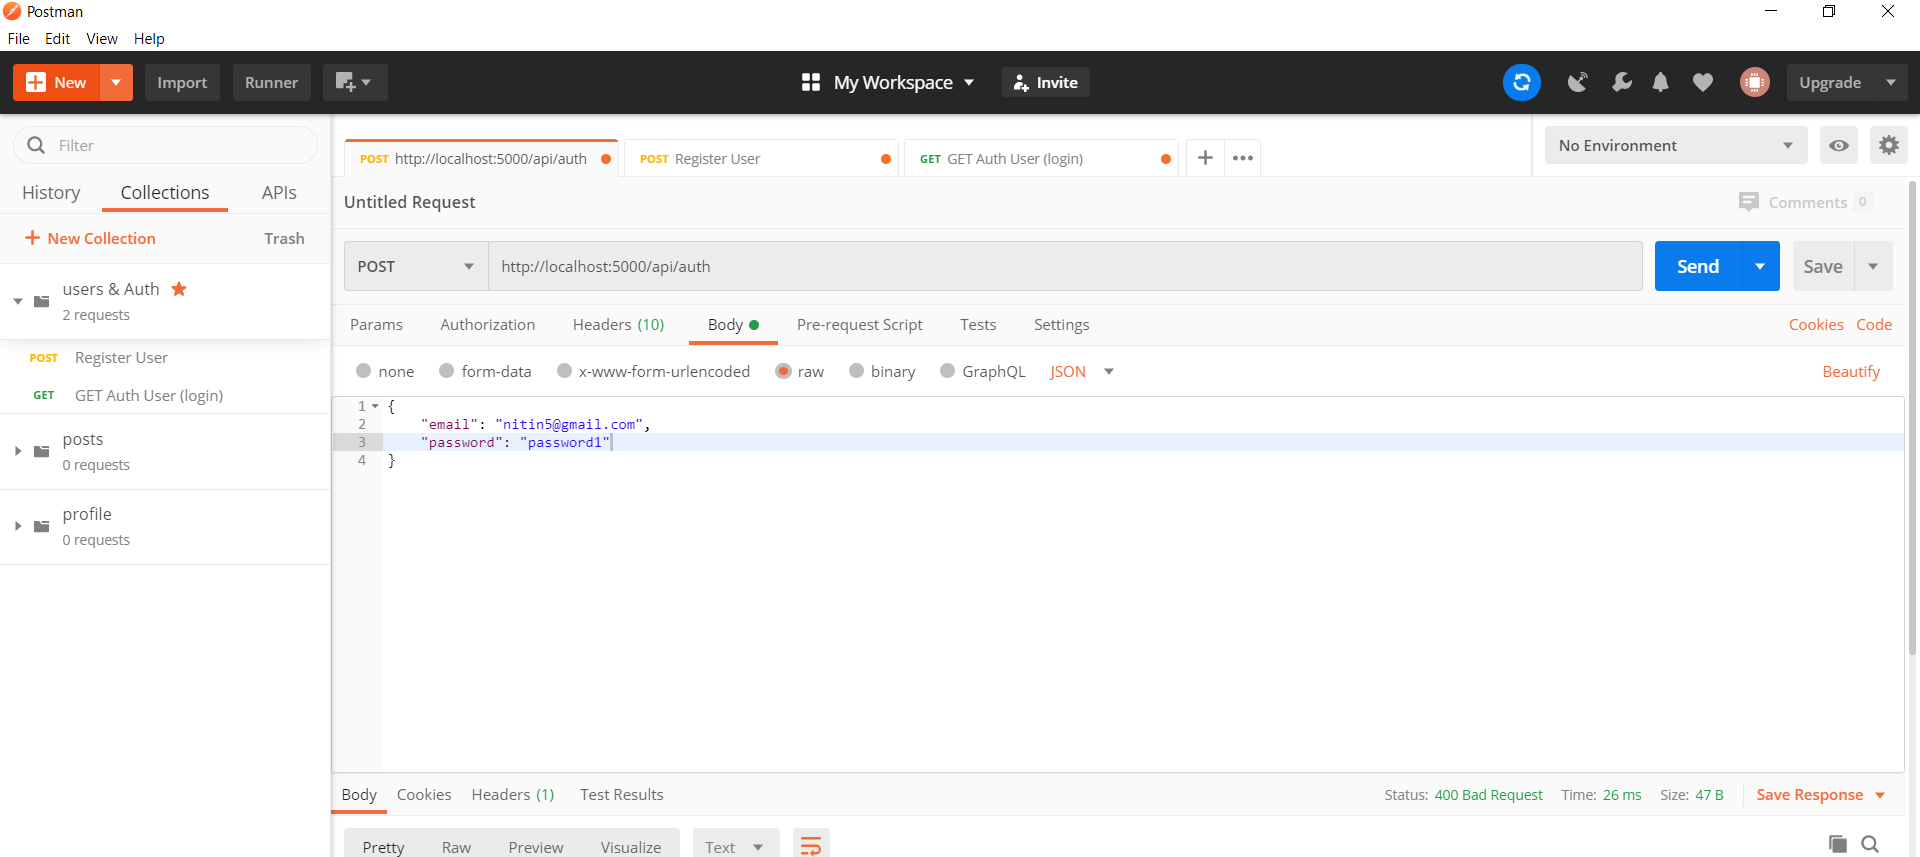 Postman
File Edit View Help
New Import Runner My Workspace Invite Upgrade
Filter
History Collections APIs
New Collection Trash
users & Auth
2 requests
POST Register User
GET GET Auth User (login)
posts
0 requests
profile
0 requests
POST http://localhost:5000/api/auth POST Register User GET GET Auth User (login) No Environment
Untitled Request Comments 0
POST http://localhost:5000/api/auth Send Save
Params Authorization Headers (10) Body Pre-request Script Tests Settings Cookies Code
none form-data x-www-form-urlencoded raw binary GraphQL JSON Beautify
1 {
2 "email": "nitin5@gmail.com",
3 "password": "password1"
4 }
Body Cookies Headers (1) Test Results Status: 400 Bad Request Time: 26 ms Size: 47 B Save Response
Pretty Raw Preview Visualize Text